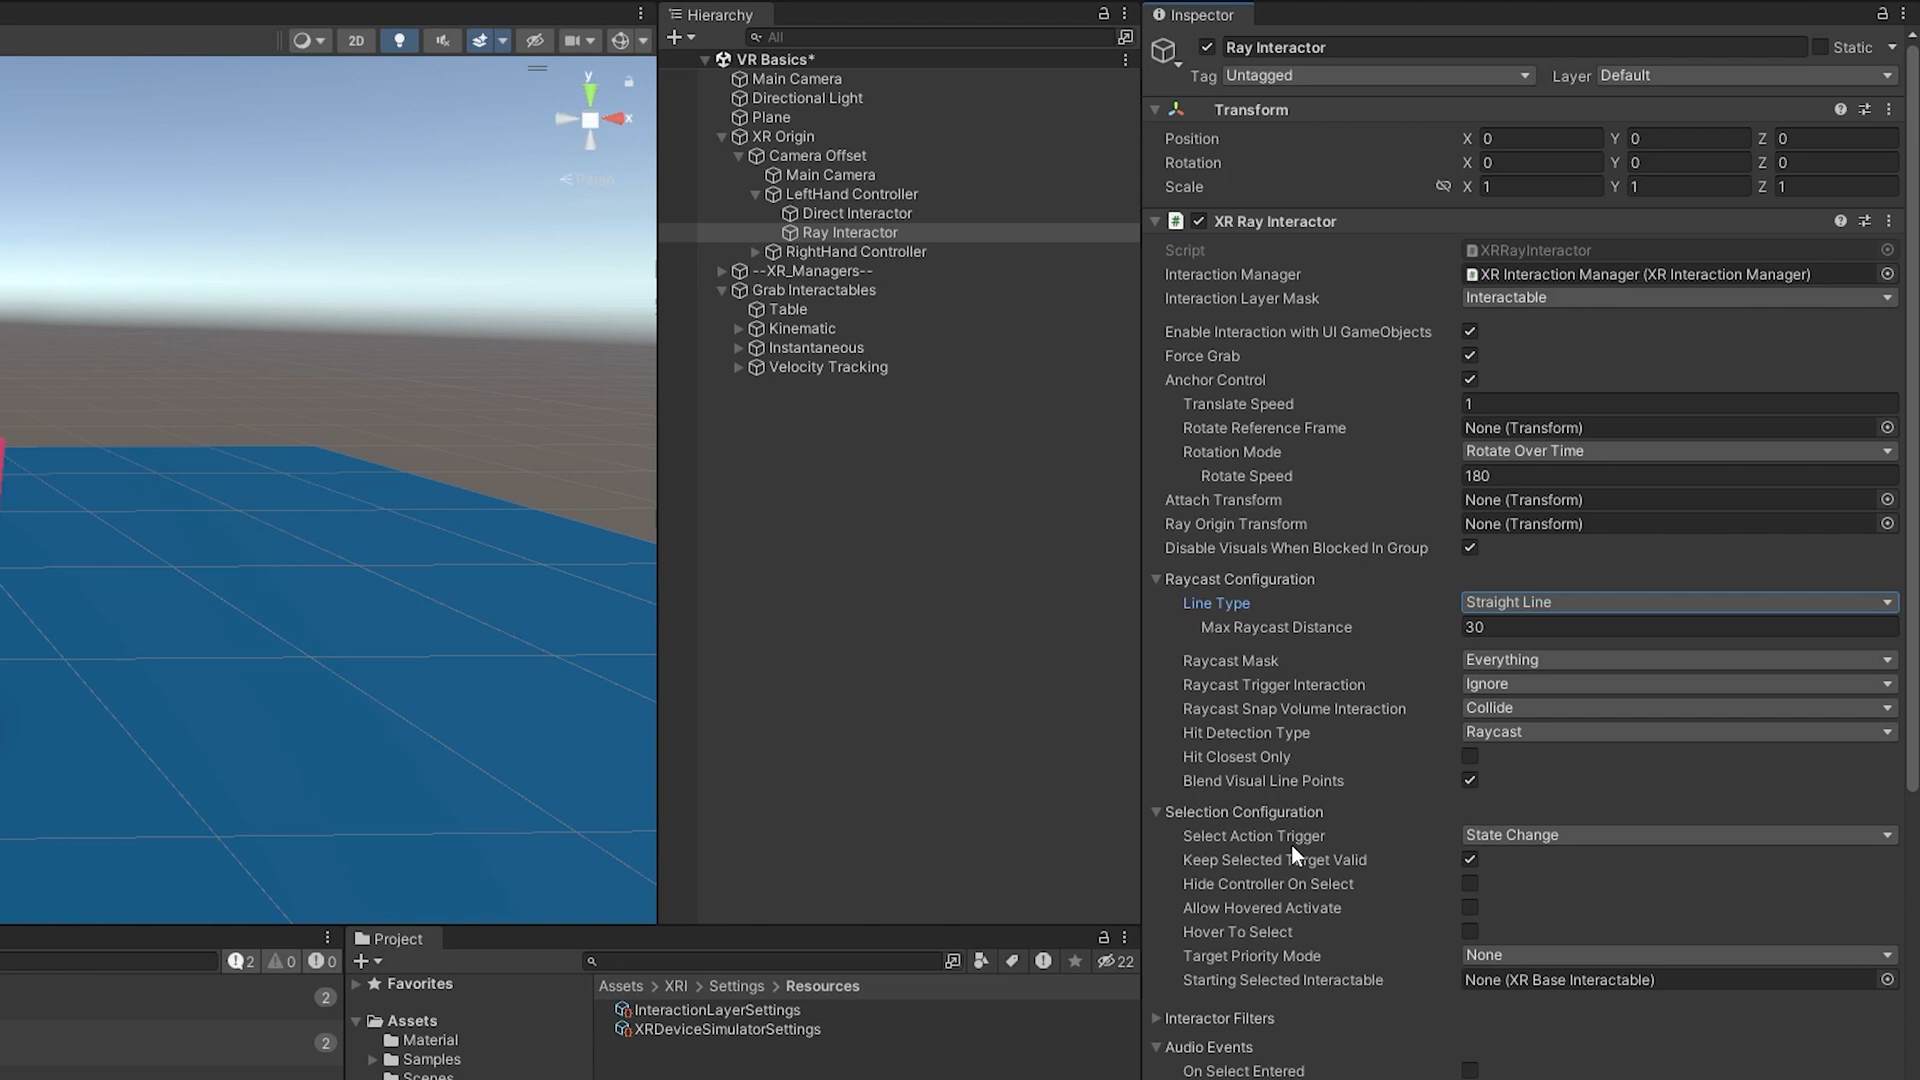 2D
y
x
Persp
Hierarchy
All
VR Basics*
Main Camera
Directional Light
Plane
XR Origin
Camera Offset
Main Camera
LeftHand Controller
Direct Interactor
Ray Interactor
RightHand Controller
--XR_Managers--
Grab Interactables
Table
Kinematic
Instantaneous
Velocity Tracking
2 0 0
2
2
Project
22
Favorites
Assets
Material
Samples
Scenes
Assets > XRI > Settings > Resources
InteractionLayerSettings
XRDeviceSimulatorSettings
Inspector
Ray Interactor Static
Tag Untagged Layer Default
Transform
Position X 0 Y 0 Z 0
Rotation X 0 Y 0 Z 0
Scale X 1 Y 1 Z 1
# XR Ray Interactor
Script XRRayInteractor
Interaction Manager XR Interaction Manager (XR Interaction Manager)
Interaction Layer Mask Interactable
Enable Interaction with UI GameObjects
Force Grab
Anchor Control
Translate Speed 1
Rotate Reference Frame None (Transform)
Rotation Mode Rotate Over Time
Rotate Speed 180
Attach Transform None (Transform)
Ray Origin Transform None (Transform)
Disable Visuals When Blocked In Group
Raycast Configuration
Line Type Straight Line
Max Raycast Distance 30
Raycast Mask Everything
Raycast Trigger Interaction Ignore
Raycast Snap Volume Interaction Collide
Hit Detection Type Raycast
Hit Closest Only
Blend Visual Line Points
Selection Configuration
Select Action Trigger State Change
Keep Selected Target Valid
Hide Controller On Select
Allow Hovered Activate
Hover To Select
Target Priority Mode None
Starting Selected Interactable None (XR Base Interactable)
Interactor Filters
Audio Events
On Select Entered